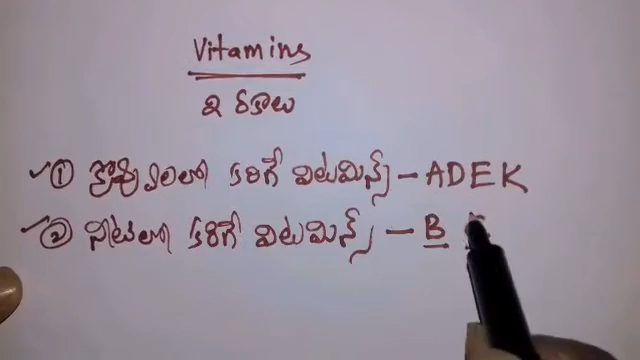 Vitamins
౨ రకాలు
① క్రొవ్వులలో కరిగే విటమిన్స్ - ADEK
② నీటిలో కరిగే విటమిన్స్ - B